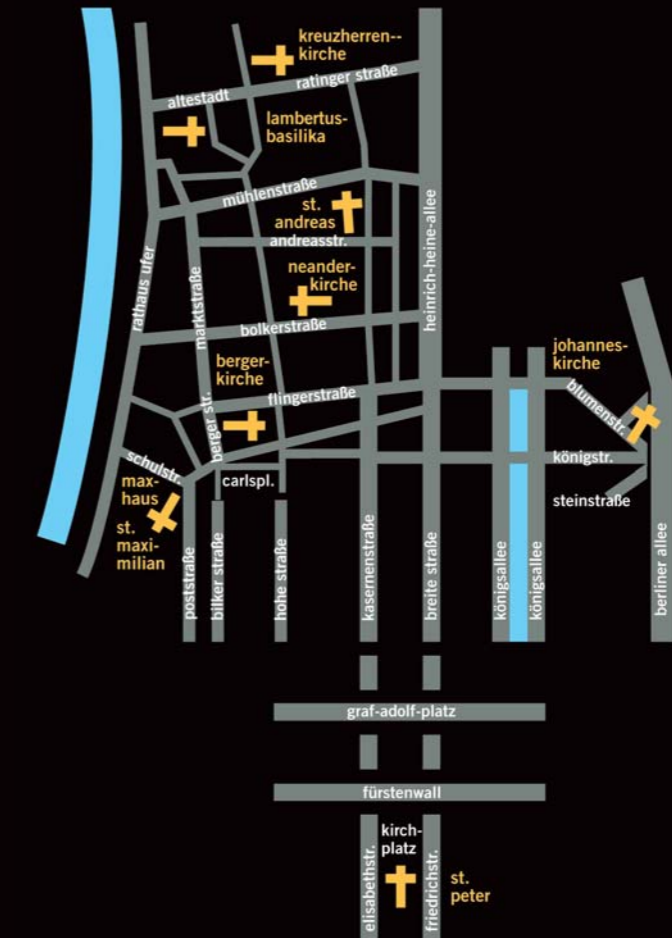 kreuzherren--
kirche
ratinger straße
altestadt
lambertus-
basilika
mühlenstraße
st.
andreas
andreasstr.
heinrich-heine-allee
neander-
kirche
rathaus ufer
marktstraße
bolkerstraße
berger-
kirche
johannes-
kirche
flingerstraße
blumenstr.
berger str.
schulstr.
königstr.
carlspl.
max-
haus
steinstraße
st.
maxi-
milian
poststraße
bilker straße
hohe straße
kasernenstraße
breite straße
königsallee
königsallee
berliner allee
graf-adolf-platz
fürstenwall
kirch-
platz
elisabethstr.
friedrichstr.
st.
peter